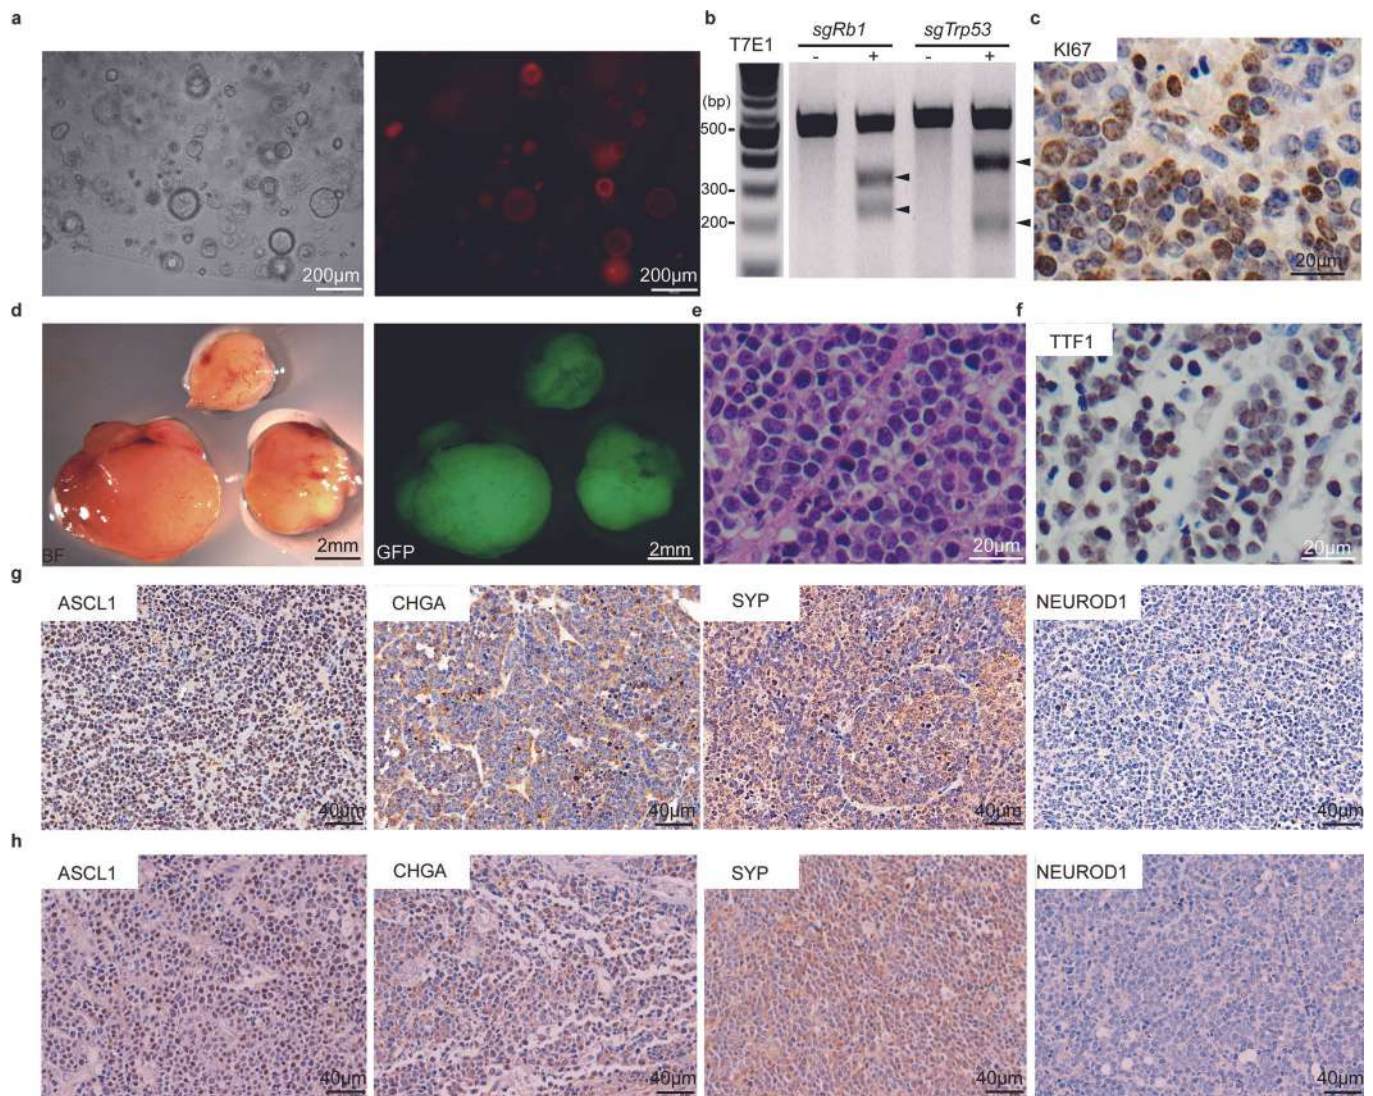 a
b
c
sgRb1
sgTrp53
T7E1
KI67
-
+
-
+
(bp)
500
300
200
200μm
200μm
20μm
d
e
f
TTF1
BF
2mm
GFP
2mm
20μm
20μm
g
ASCL1
CHGA
SYP
NEUROD1
40μm
40μm
40μm
40μm
h
ASCL1
CHGA
SYP
NEUROD1
40μm
40μm
40μm
40μm